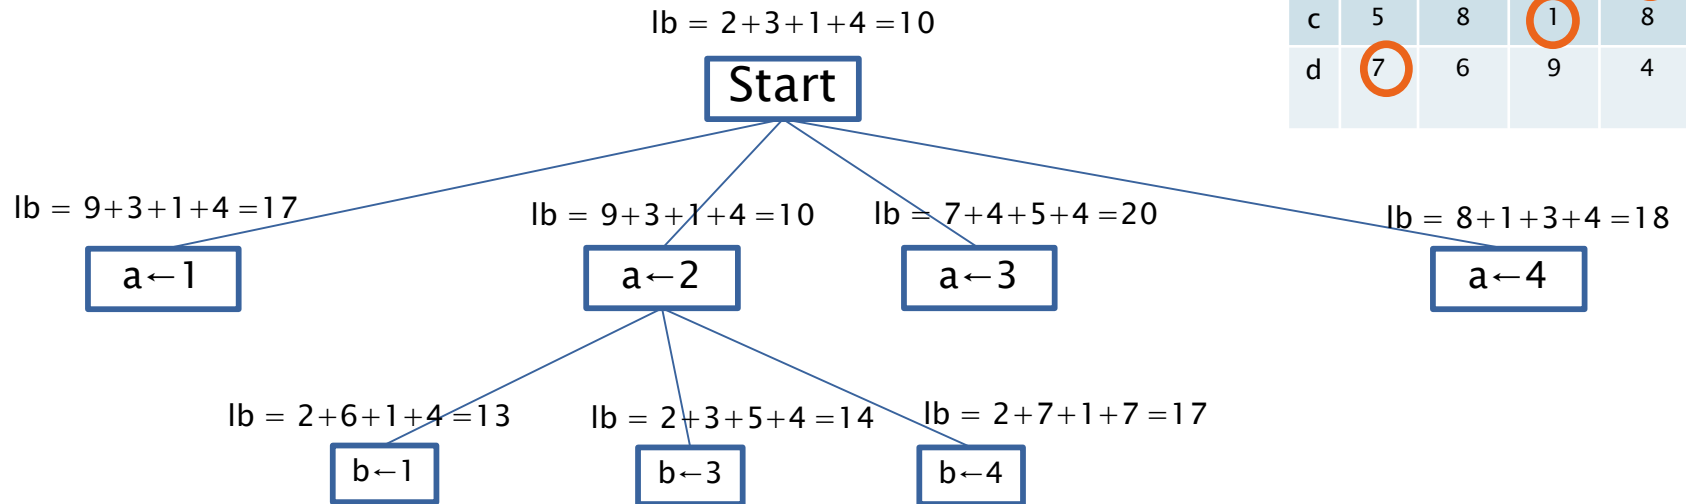 lb = 2+3+1+4 =10
c 5 8 1 8
d 7 6 9 4
Start
lb = 9+3+1+4 =17
lb = 9+3+1+4 =10
lb = 7+4+5+4 =20
lb = 8+1+3+4 =18
a←1
a←2
a←3
a←4
lb = 2+6+1+4 =13
lb = 2+3+5+4 =14
lb = 2+7+1+7 =17
b←1
b←3
b←4